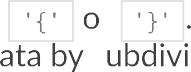 '{' o '}'.
ata by ubdivi